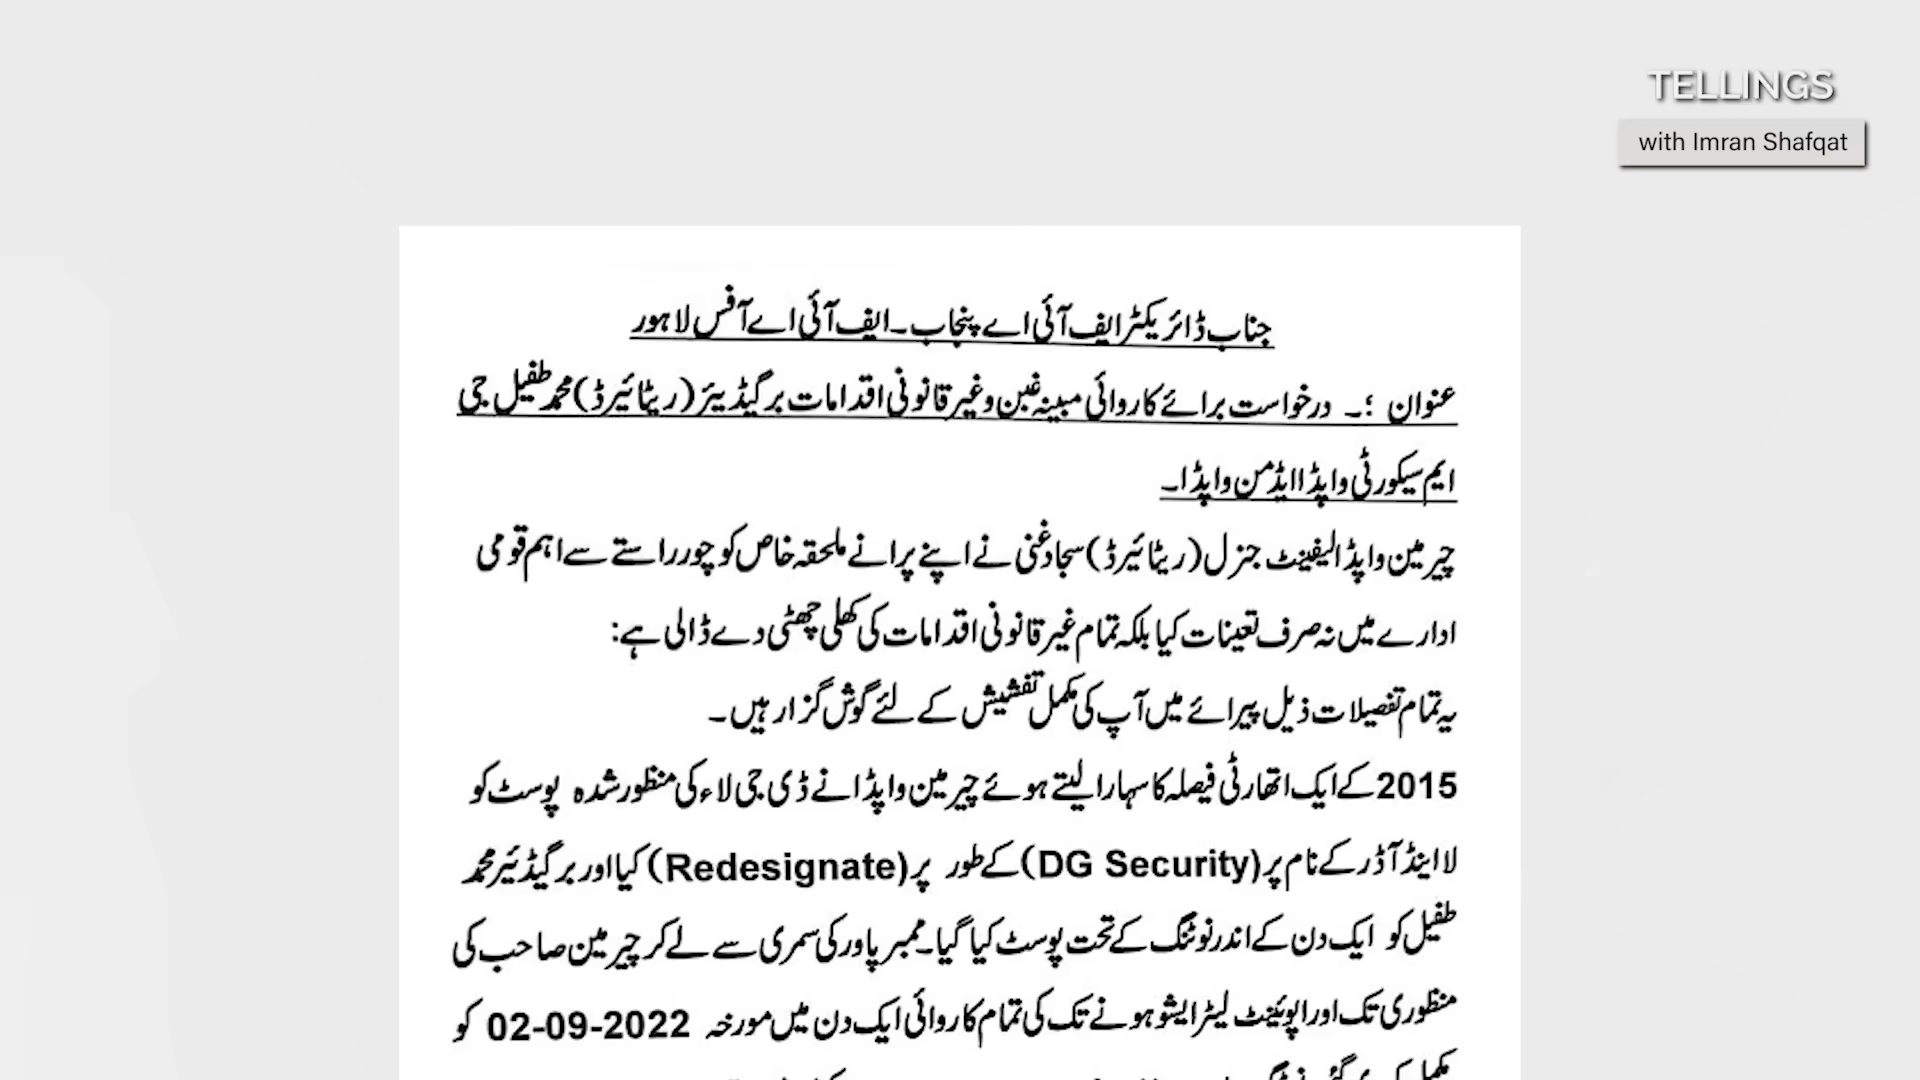 TELLINGS
with Imran Shafqat
جناب ڈائریکٹر ایف آئی اے پنجاب۔ ایف آئی اے آفس لاہور
عنوان ؛۔ درخواست برائے کاروائی مبینہ غبن و غیر قانونی اقدامات بر گیڈیئر (ریٹائیرڈ) محمد طفیل جی
ایم سیکورٹی واپڈا ایڈمن واپڈا۔
چیرمین واپڈا لیفینٹ جنرل (ریٹائیرڈ) سجاد غنی نے اپنے پرانے ملحقہ خاص کو چور راستے سے اہم قومی
ادارے میں نہ صرف تعینات کیا بلکہ تمام غیر قانونی اقدامات کی کھلی چھٹی دے ڈالی ہے:
یہ تمام تفصیلات ذیل پیرائے میں آپ کی مکمل تفشیش کے لئے گوش گزار ہیں۔
2015 کے ایک اتھارٹی فیصلہ کا سہارا لیتے ہوئے چیرمین واپڈا نے ڈی جی لاء کی منظور شدہ پوسٹ کو
لا اینڈ آڈر کے نام پر (DG Security) کے طور پر (Redesignate) کیا اور بر گیڈئیر محمد
طفیل کو ایک دن کے اندر نوٹنگ کے تحت پوسٹ کیا گیا۔ ممبر پاور کی سمری سے لے کر چیرمین صاحب کی
منظوری تک اور اپوئینٹ لیٹر ایشو ہونے تک کی تمام کاروائی ایک دن میں مورخہ 02-09-2022 کو